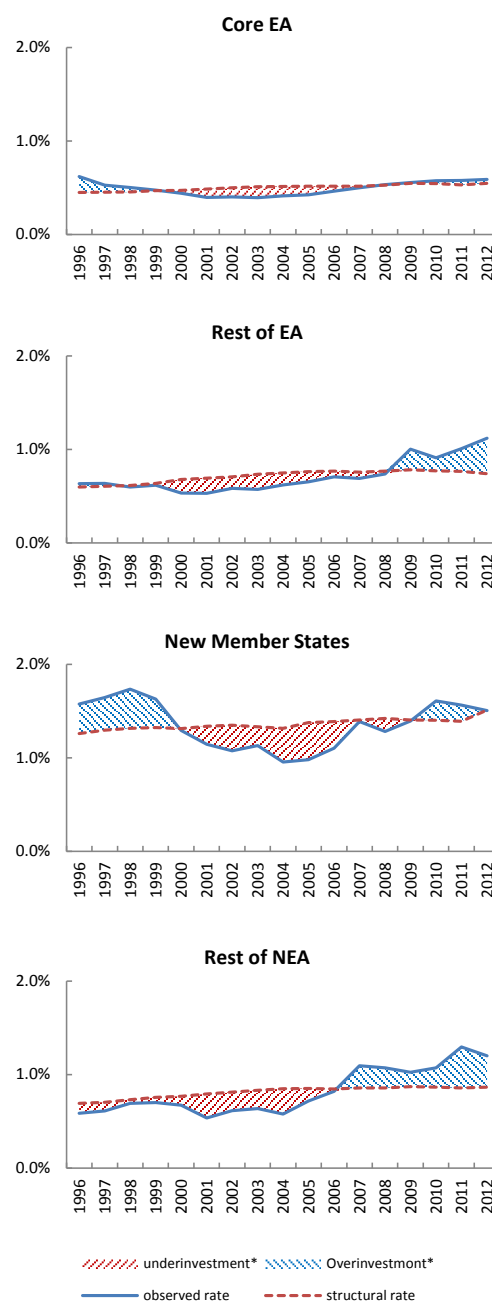 Core EA
2.0%
1.0%
0.0%
1996 1997 1998 1999 2000 2001 2002 2003 2004 2005 2006 2007 2008 2009 2010 2011 2012
Rest of EA
2.0%
1.0%
0.0%
1996 1997 1998 1999 2000 2001 2002 2003 2004 2005 2006 2007 2008 2009 2010 2011 2012
New Member States
2.0%
1.0%
0.0%
1996 1997 1998 1999 2000 2001 2002 2003 2004 2005 2006 2007 2008 2009 2010 2011 2012
Rest of NEA
2.0%
1.0%
0.0%
1996 1997 1998 1999 2000 2001 2002 2003 2004 2005 2006 2007 2008 2009 2010 2011 2012
underinvestment* Overinvestmont*
observed rate structural rate